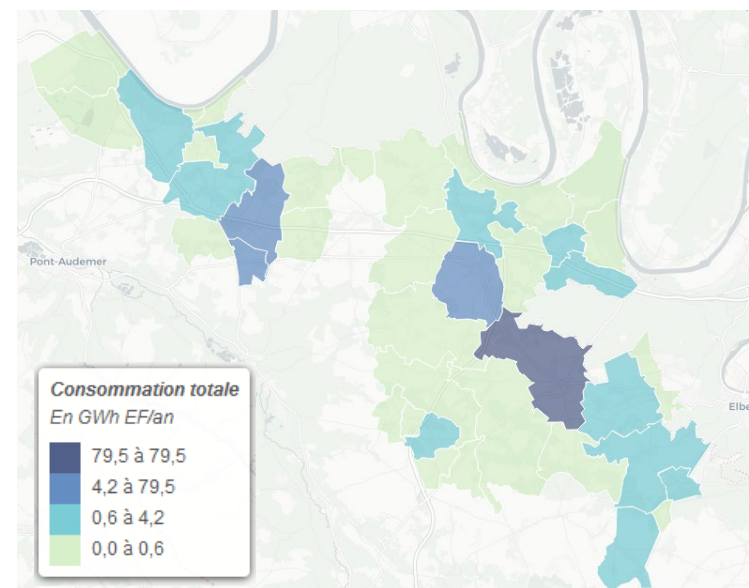 Pont-Audemer
Elbe
Consommation totale
En GWh EF/an
79,5 à 79,5
4,2 à 79,5
0,6 à 4,2
0,0 à 0,6